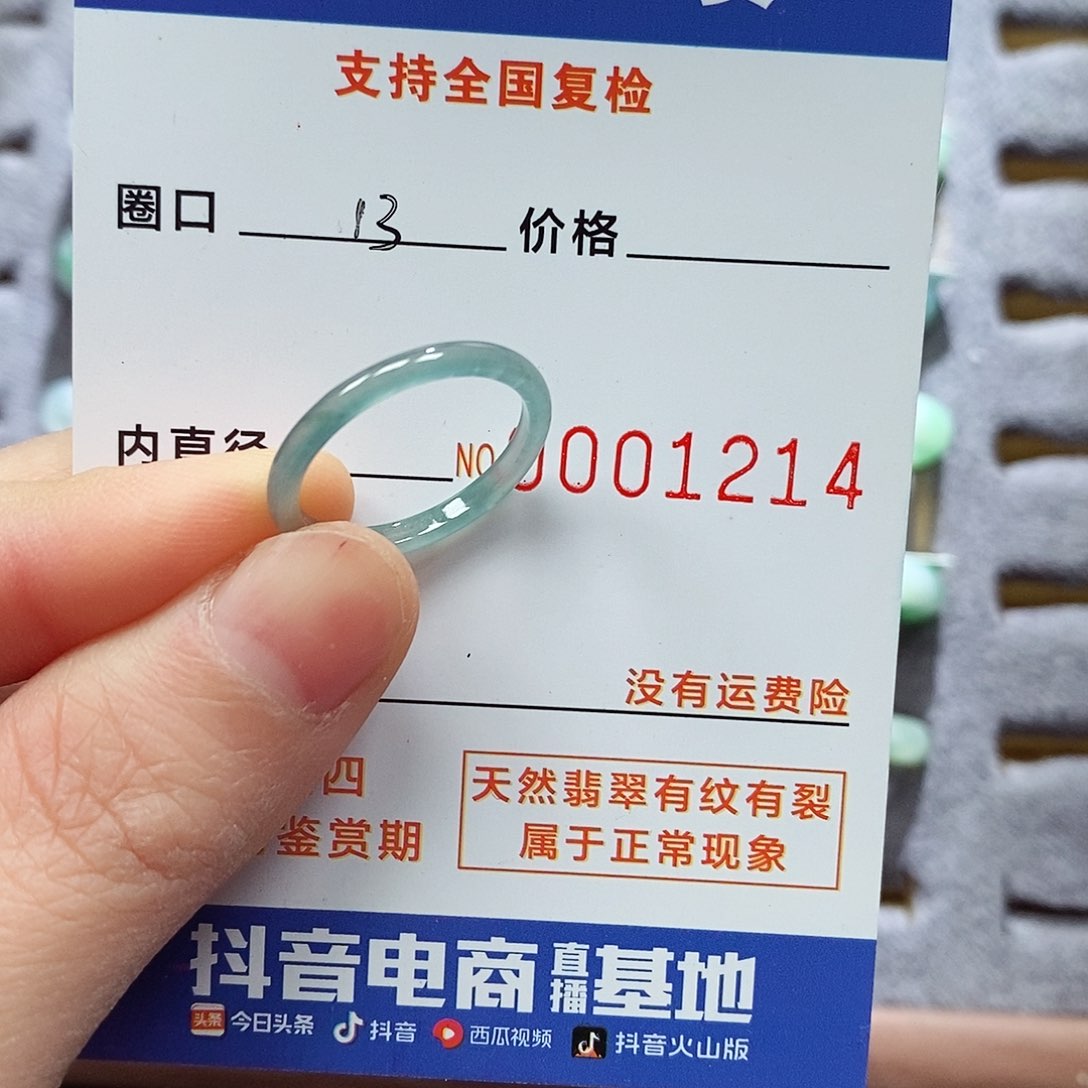 支持全国复检
圈口 13 价格
内直径 NO 0001214
没有运费险
四
鉴赏期
天然翡翠有纹有裂
属于正常现象
抖音电商直播基地
头条 今日头条 抖音 西瓜视频 抖音火山版